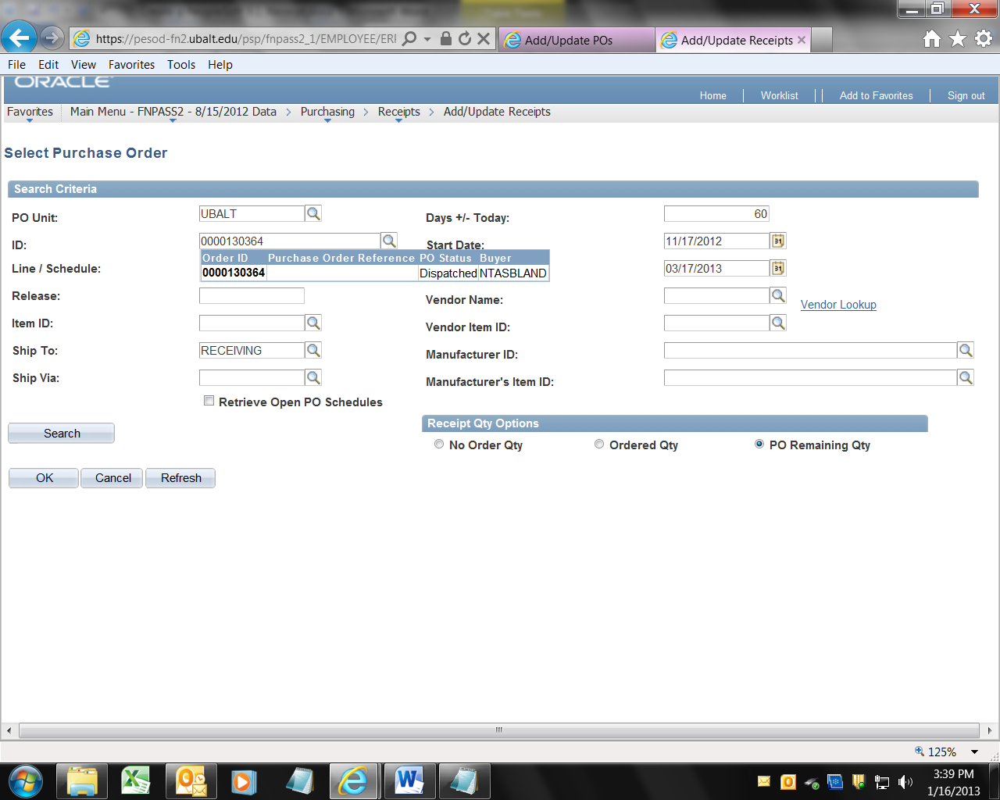 https://pesod-fn2.ubalt.edu/psp/fnpass2_1/EMPLOYEE/ERI
Add/Update POs
Add/Update Receipts
File Edit View Favorites Tools Help
ORACLE
Home Worklist Add to Favorites Sign out
Favorites Main Menu - FNPASS2 - 8/15/2012 Data > Purchasing > Receipts > Add/Update Receipts
Select Purchase Order
Search Criteria
PO Unit: UBALT Days +/- Today: 60
ID: 0000130364 Start Date: 11/17/2012
Order ID Purchase Order Reference PO Status Buyer
0000130364 Dispatched NTASBLAND
Line / Schedule: 03/17/2013
Release: Vendor Name: Vendor Lookup
Item ID: Vendor Item ID:
Ship To: RECEIVING Manufacturer ID:
Ship Via: Manufacturer's Item ID:
Retrieve Open PO Schedules
Search
Receipt Qty Options
No Order Qty Ordered Qty PO Remaining Qty
OK Cancel Refresh
125%
3:39 PM
1/16/2013